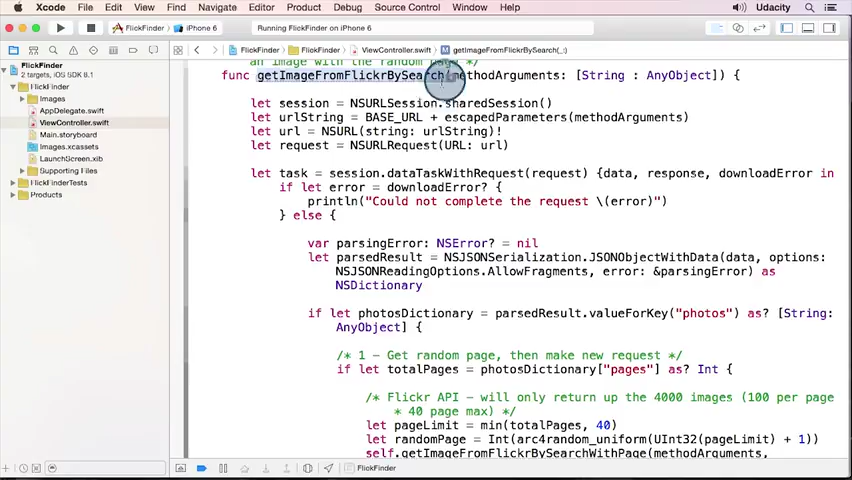 Xcode File Edit View Find Navigate Editor Product Debug Source Control Window Help Udacity
FlickFinder iPhone 6 Running FlickFinder on iPhone 6
FlickFinder FlickFinder ViewController.swift M getImageFromFlickrBySearch(_:)
FlickFinder
2 targets, iOS SDK 8.1
FlickFinder
Images
AppDelegate.swift
ViewController.swift
Main.storyboard
Images.xcassets
LaunchScreen.xib
Supporting Files
FlickFinderTests
Products
an image with the random page */
func getImageFromFlickrBySearch(methodArguments: [String : AnyObject]) {
let session = NSURLSession.sharedSession()
let urlString = BASE_URL + escapedParameters(methodArguments)
let url = NSURL(string: urlString)!
let request = NSURLRequest(URL: url)
let task = session.dataTaskWithRequest(request) {data, response, downloadError in
if let error = downloadError? {
println("Could not complete the request \(error)")
} else {
var parsingError: NSError? = nil
let parsedResult = NSJSONSerialization.JSONObjectWithData(data, options:
NSJSONReadingOptions.AllowFragments, error: &parsingError) as
NSDictionary
if let photosDictionary = parsedResult.valueForKey("photos") as? [String:
AnyObject] {
/* 1 - Get random page, then make new request */
if let totalPages = photosDictionary["pages"] as? Int {
/* Flickr API - will only return up the 4000 images (100 per page
* 40 page max) */
let pageLimit = min(totalPages, 40)
let randomPage = Int(arc4random_uniform(UInt32(pageLimit) + 1))
self.getImageFromFlickrBySearchWithPage(methodArguments,
FlickFinder